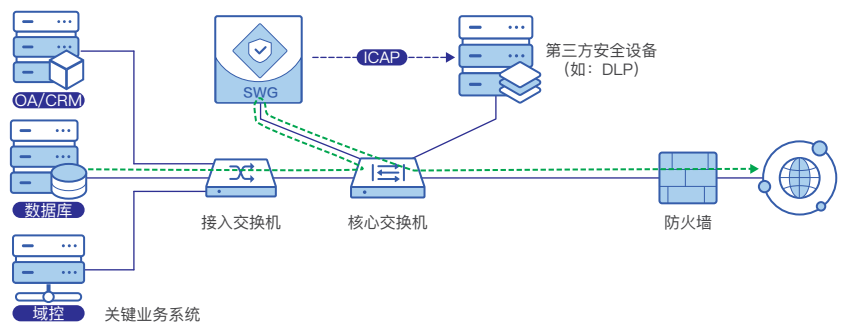 SWG
ICAP
第三方安全设备
（如：DLP）
OA/CRM
数据库
接入交换机
核心交换机
防火墙
域控
关键业务系统